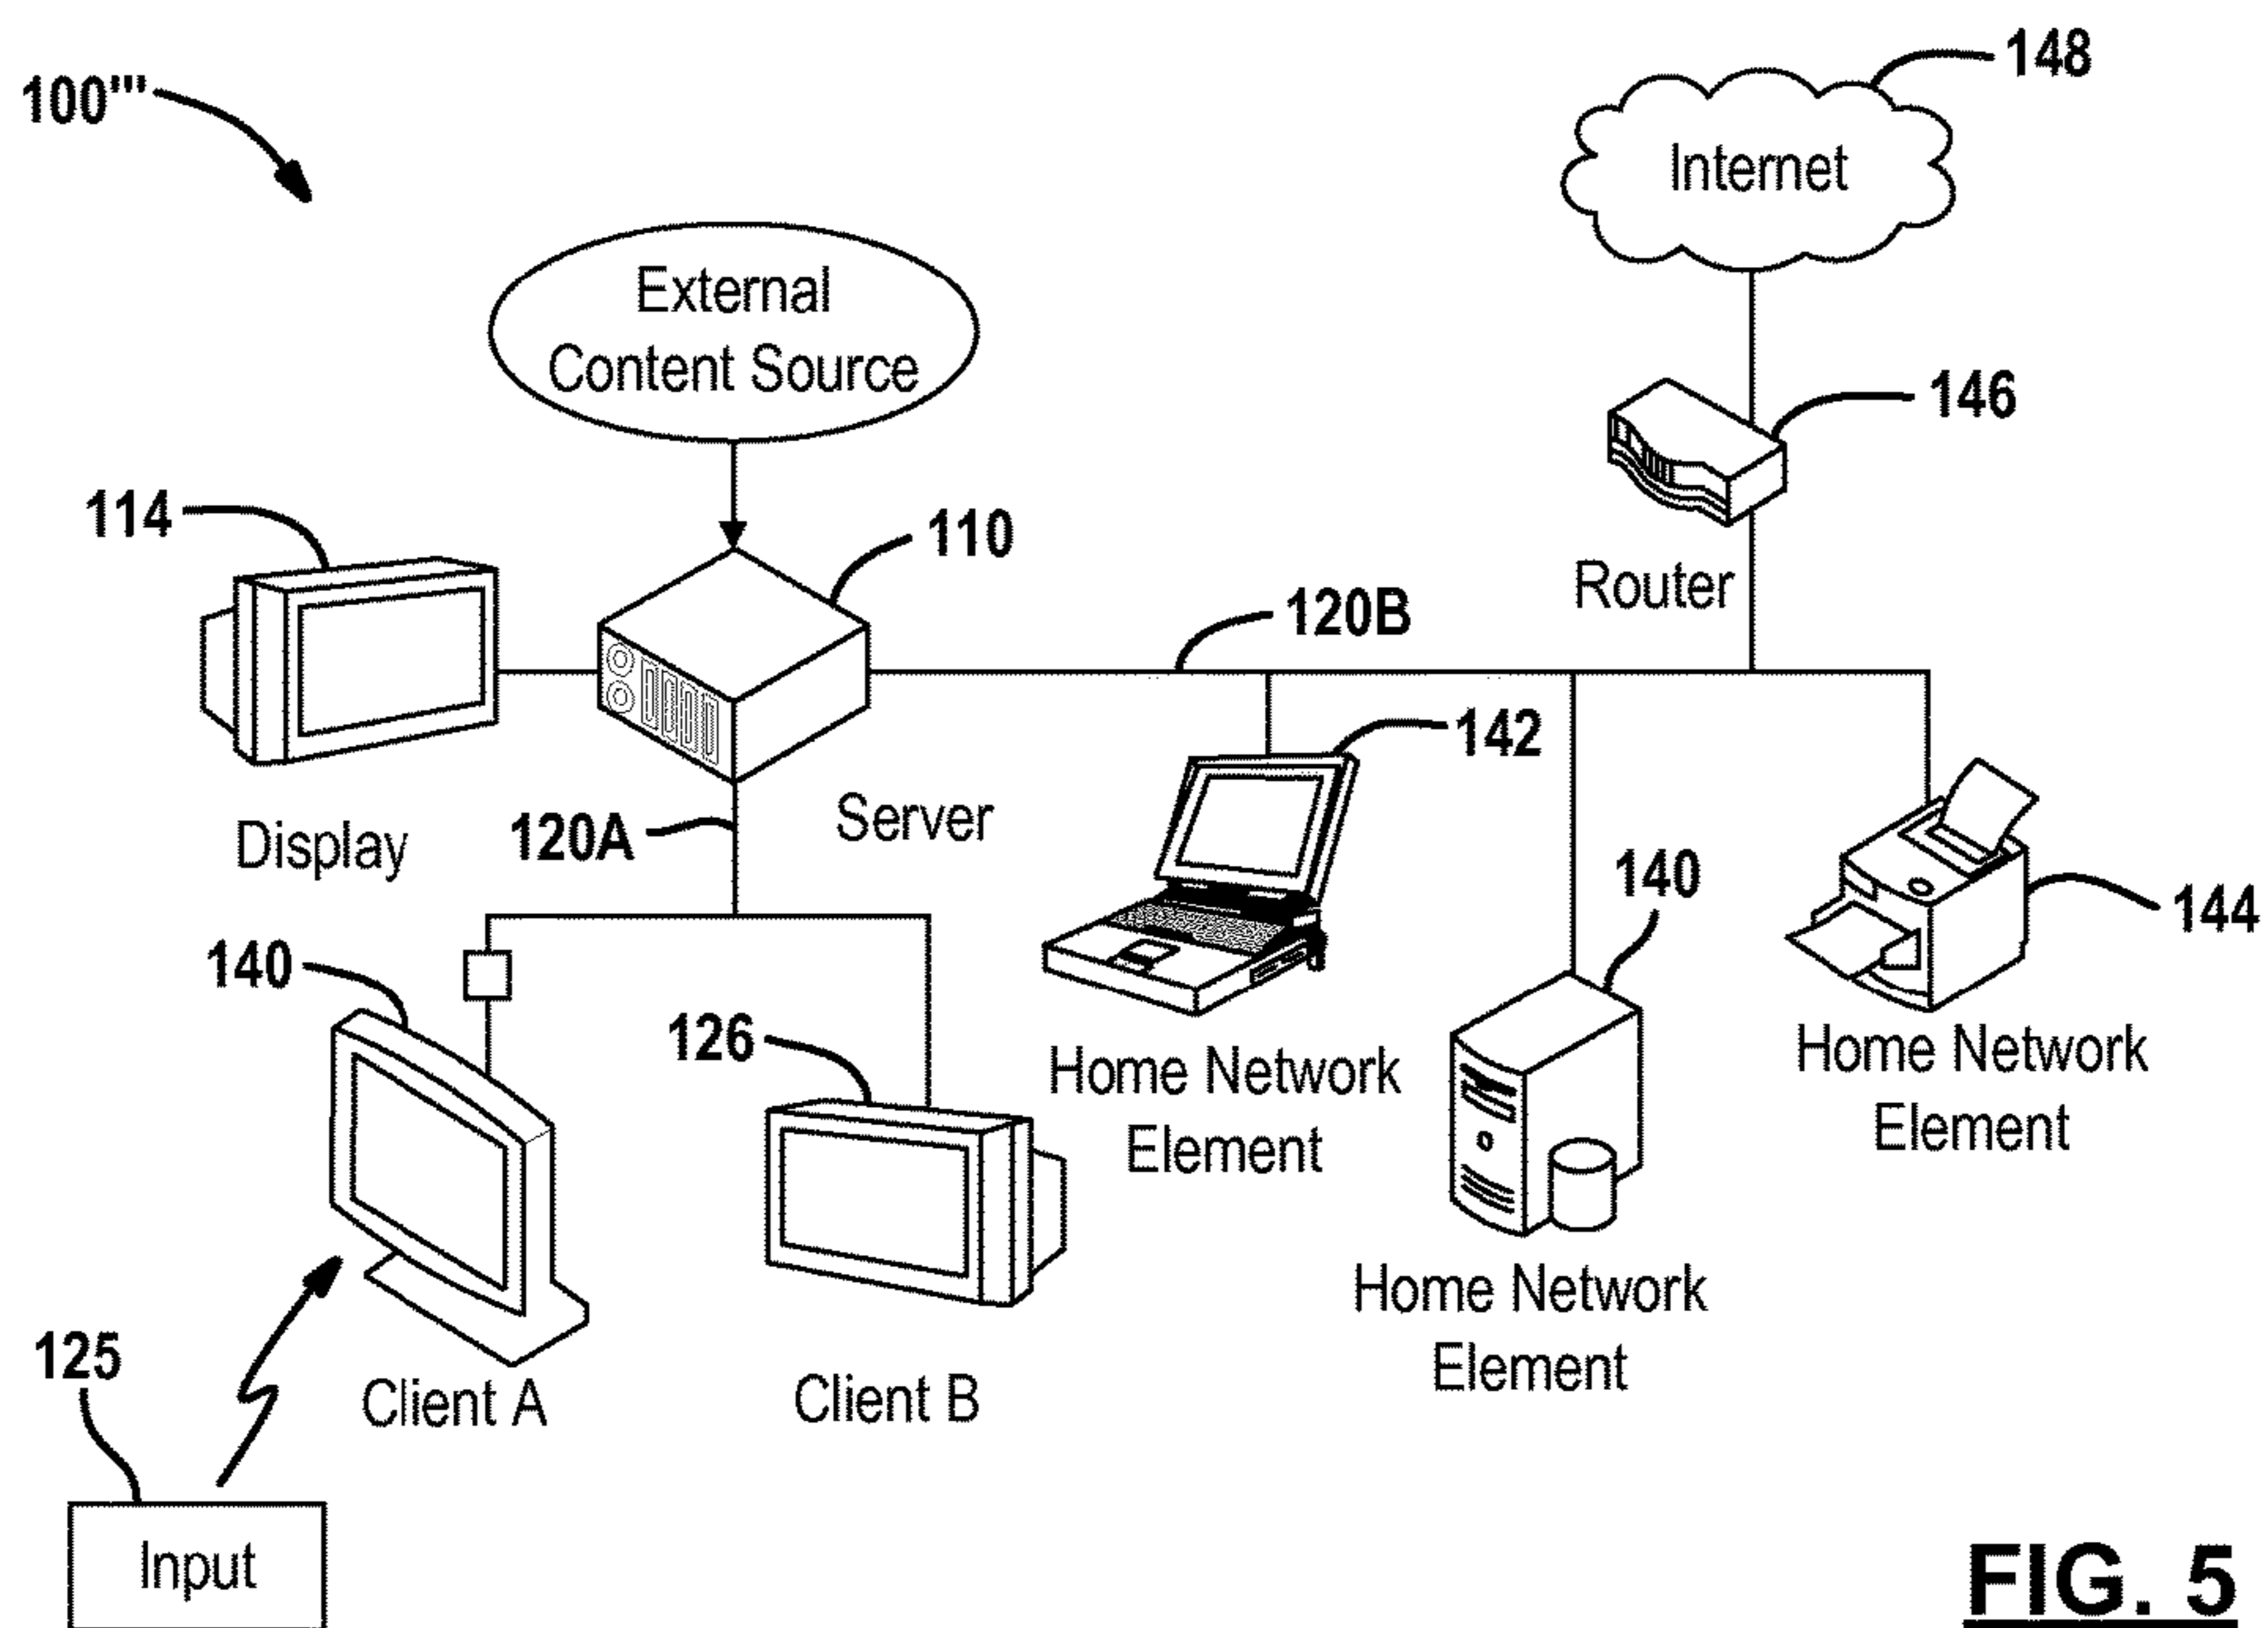 148
100'''
Internet
External
Content Source
146
114
110
Router
120B
142
Display
120A
Server
140
144
140
126
Home Network
Element
Home Network
Element
Home Network
Element
125
Client A
Client B
Input
FIG. 5